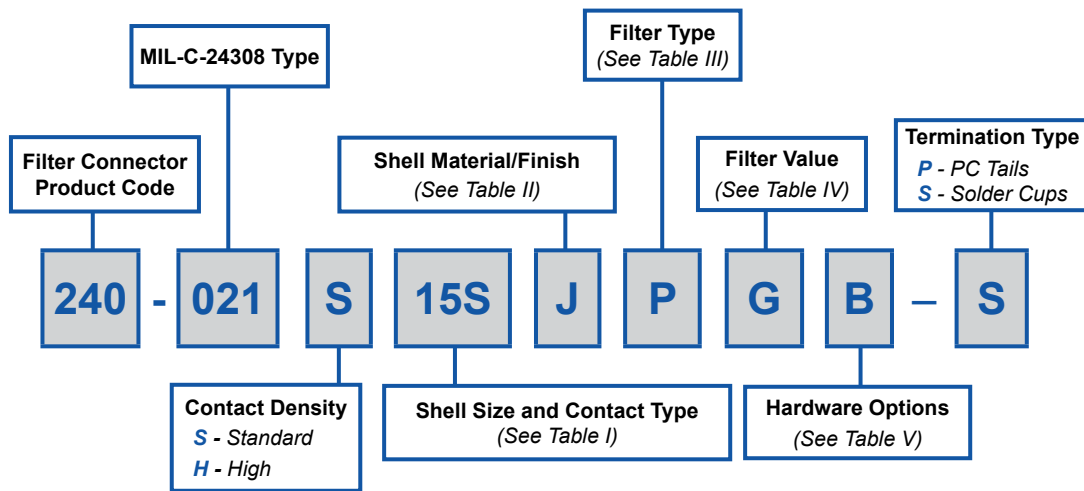 MIL-C-24308 Type
Filter Type
(See Table III)
Filter Connector
Product Code
Shell Material/Finish
(See Table II)
Filter Value
(See Table IV)
Termination Type
P - PC Tails
S - Solder Cups
240 - 021 S 15S J P G B – S
Contact Density
S - Standard
H - High
Shell Size and Contact Type
(See Table I)
Hardware Options
(See Table V)